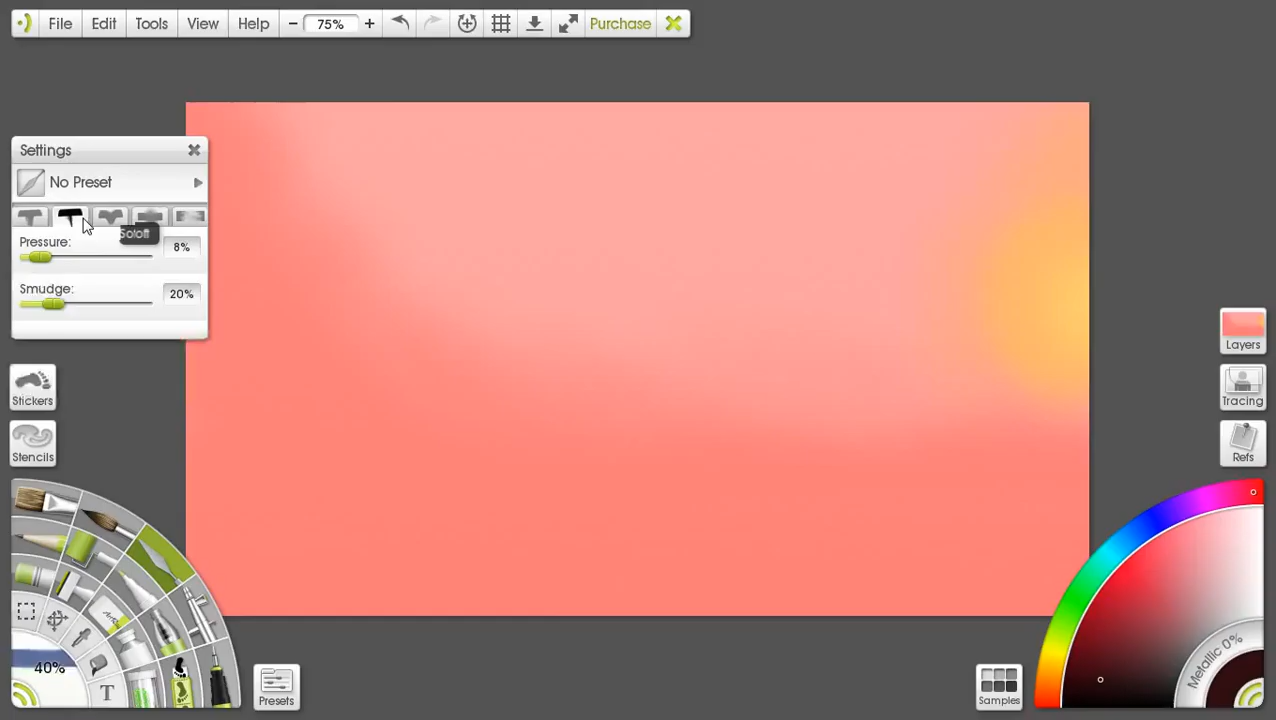 File Edit Tools View Help − 75% + Purchase
Settings
No Preset
Pressure: 8%
Smudge: 20%
Stickers
Stencils
40%
T
Presets
Layers
Tracing
Refs
Samples
Metallic 0%